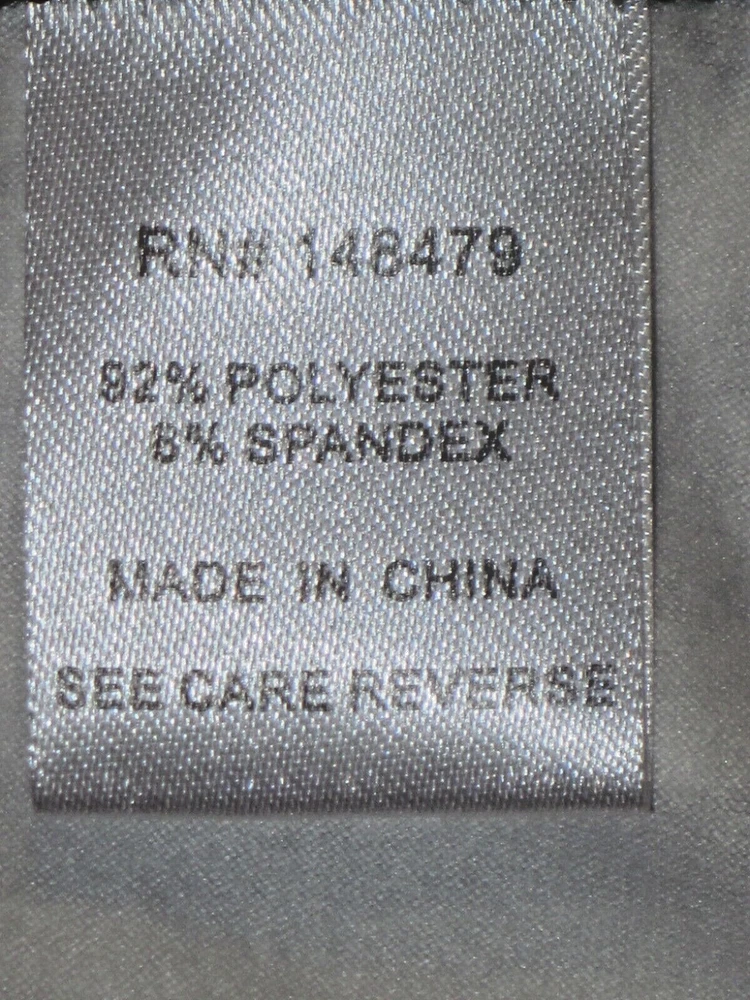 RN# 148479
92% POLYESTER
8% SPANDEX
MADE IN CHINA
SEE CARE REVERSE